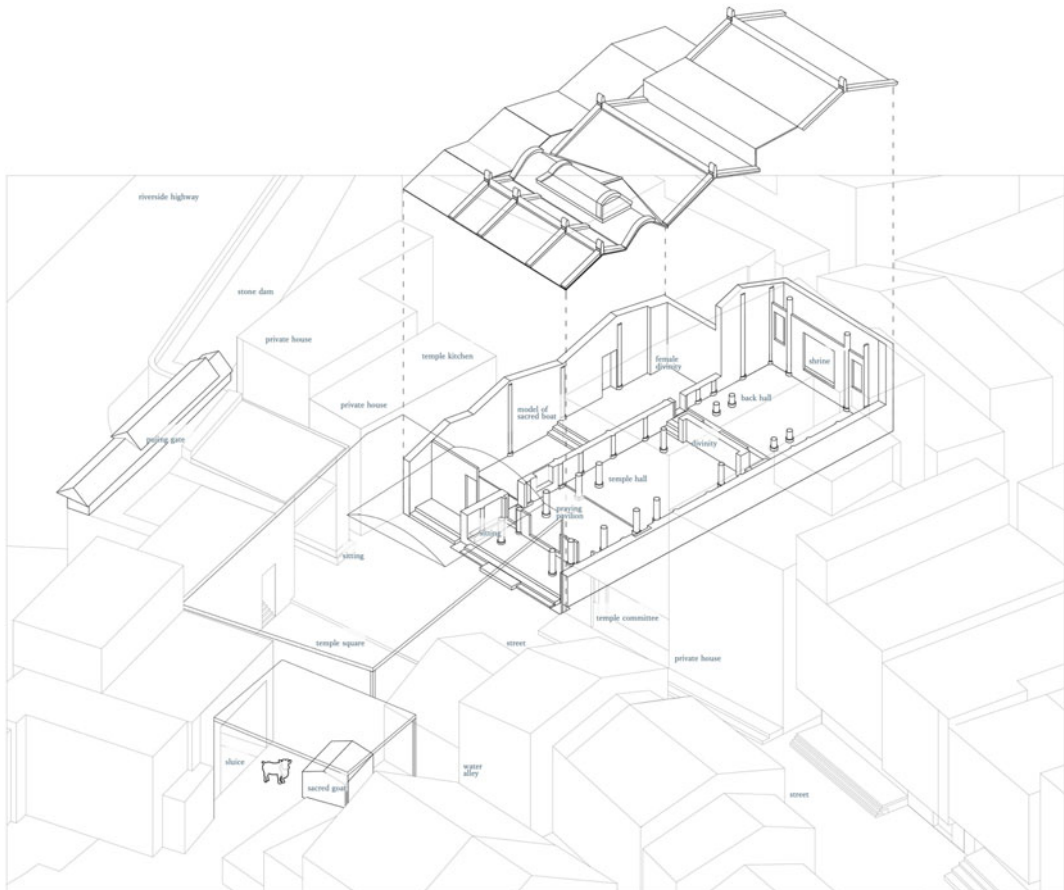 riverside highway
stone dam
private house
temple kitchen
private house
female
divinity
shrine
back hall
model of
sacred boat
divinity
pujing gate
temple hall
praying
pavilion
sitting
sitting
temple committee
temple square
street
private house
sluice
water
alley
sacred goat
street